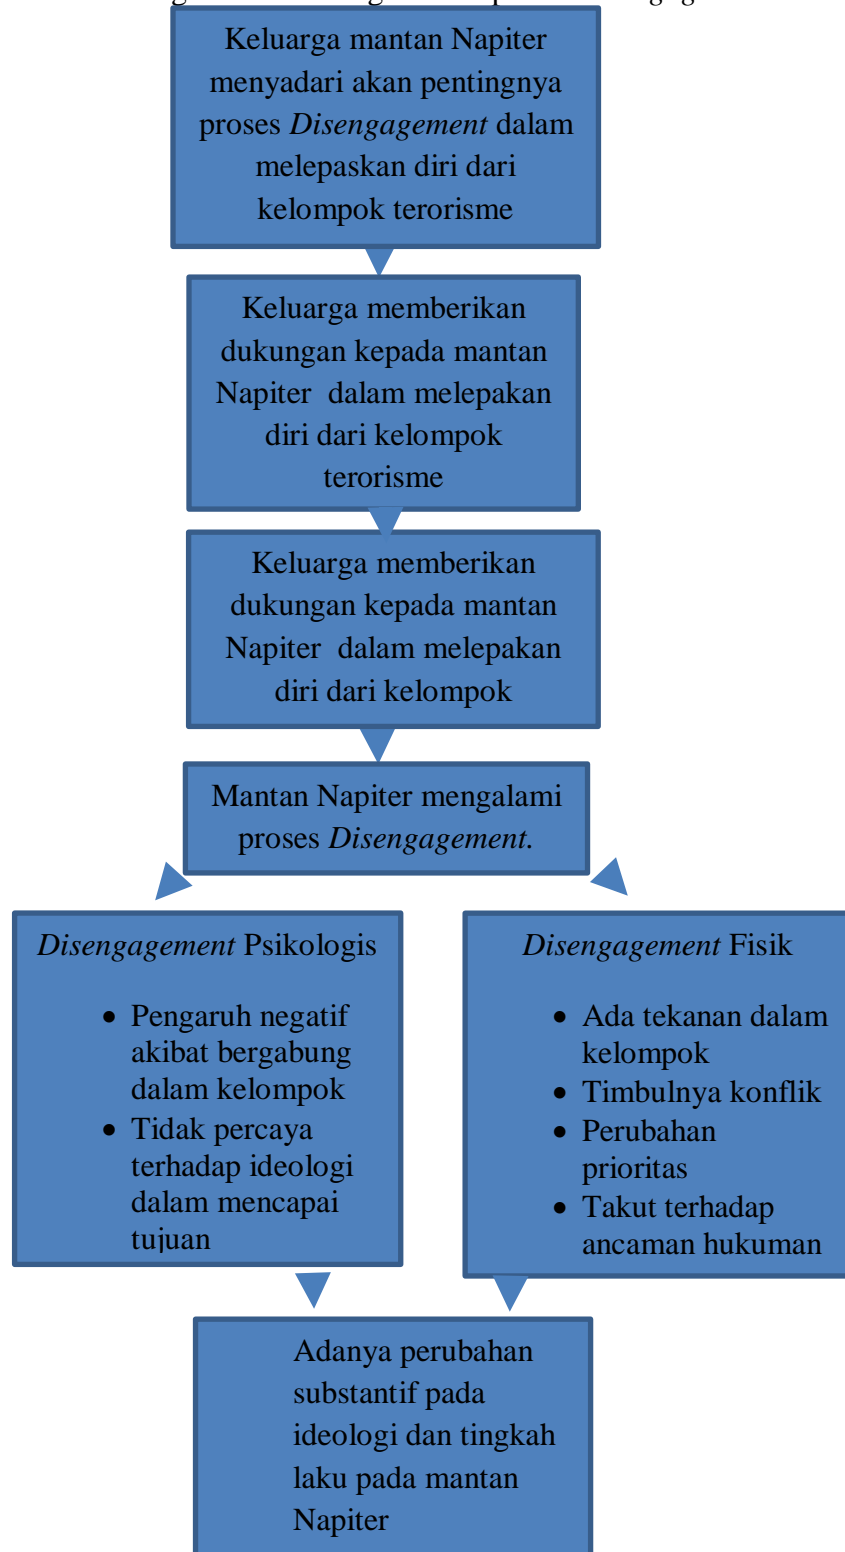 Keluarga mantan Napiter
menyadari akan pentingnya
proses Disengagement dalam
melepaskan diri dari
kelompok terorisme
Keluarga memberikan
dukungan kepada mantan
Napiter  dalam melepakan
diri dari kelompok
terorisme
Keluarga memberikan
dukungan kepada mantan
Napiter  dalam melepakan
diri dari kelompok
Mantan Napiter mengalami
proses Disengagement.
Disengagement Psikologis
• Pengaruh negatif
akibat bergabung
dalam kelompok
• Tidak percaya
terhadap ideologi
dalam mencapai
tujuan
Disengagement Fisik
• Ada tekanan dalam
kelompok
• Timbulnya konflik
• Perubahan
prioritas
• Takut terhadap
ancaman hukuman
Adanya perubahan
substantif pada
ideologi dan tingkah
laku pada mantan
Napiter